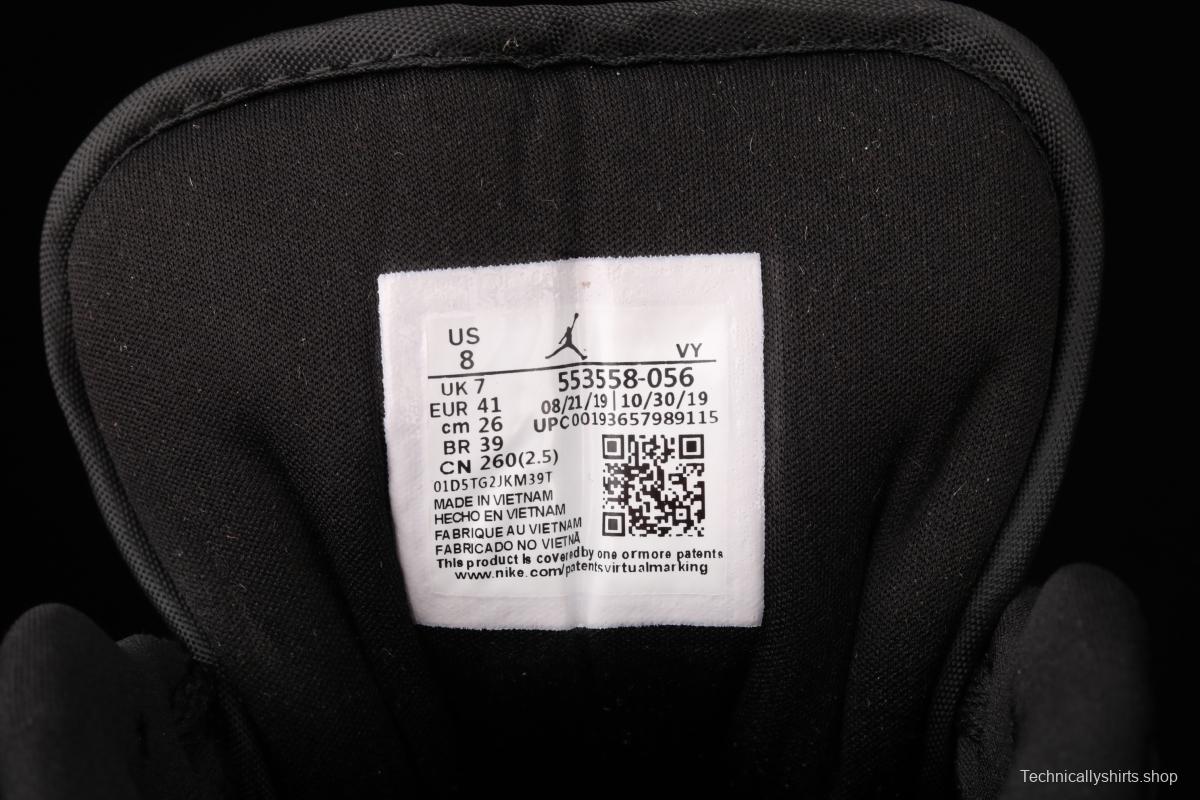 US
8
VY
UK 7
EUR 41
cm 26
BR 39
CN 260(2.5)
553558-056
08/21/19|10/30/19
UPC00193657989115
01D5TG2JKM39T
MADE IN VIETNAM
HECHO EN VIETNAM
FABRIQUE AU VIETNAM
FABRICADO NO VIETNÃ
This product is covered by one or more patents
www.nike.com/patentsvirtualmarking
Technicallyshirts.shop